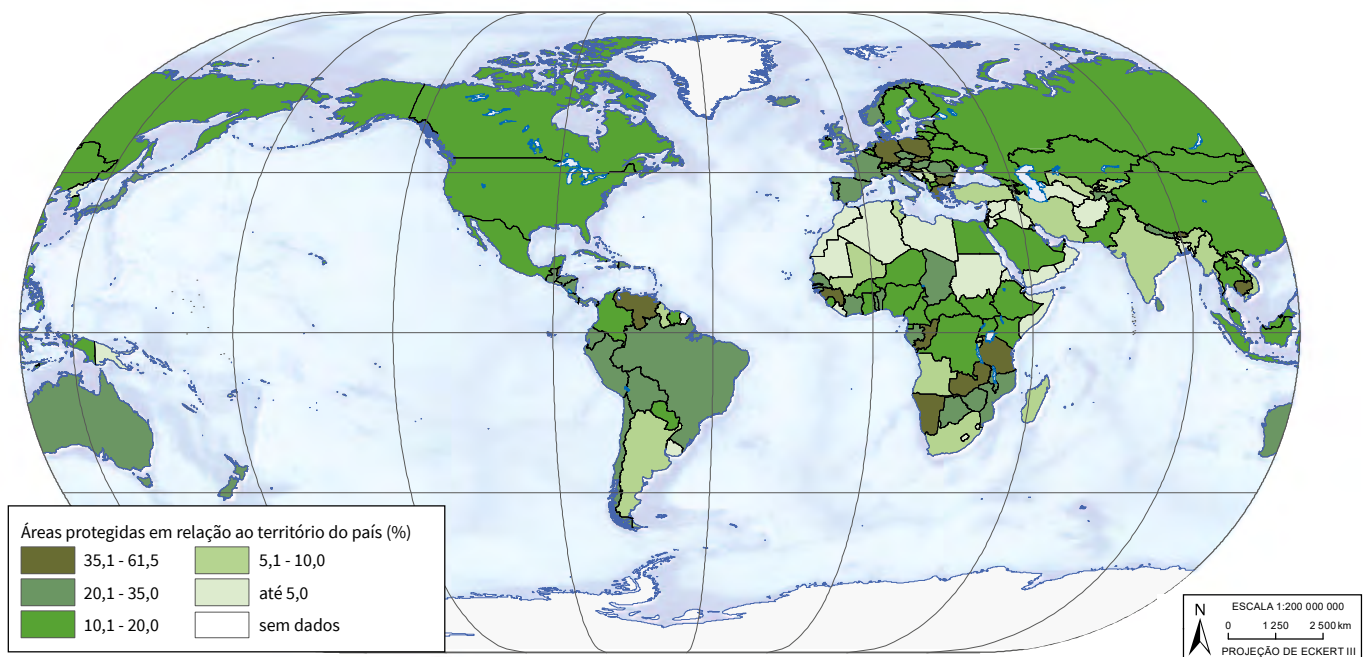 Áreas protegidas em relação ao território do país (%)
35,1 - 61,5
20,1 - 35,0
10,1 - 20,0
5,1 - 10,0
até 5,0
sem dados
N
ESCALA 1:200 000 000
0 1 250 2 500 km
PROJEÇÃO DE ECKERT III